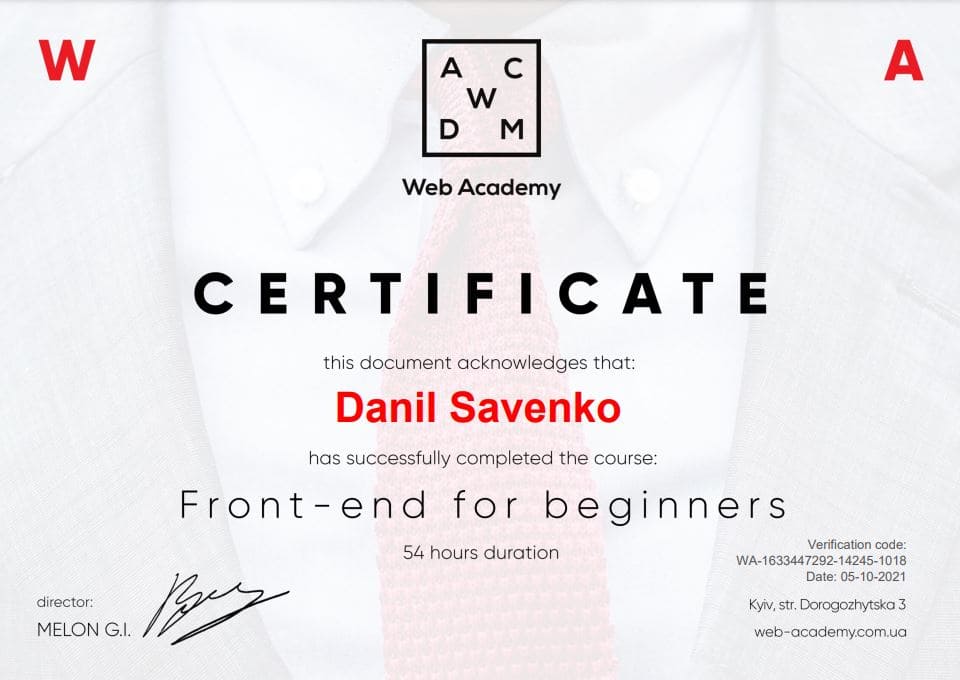 W
A
A C
W
D M
Web Academy
CERTIFICATE
this document acknowledges that:
Danil Savenko
has successfully completed the course:
Front-end for beginners
54 hours duration
Verification code:
WA-1633447292-14245-1018
Date: 05-10-2021
director:
MELON G.I.
Kyiv, str. Dorogozhytska 3
web-academy.com.ua